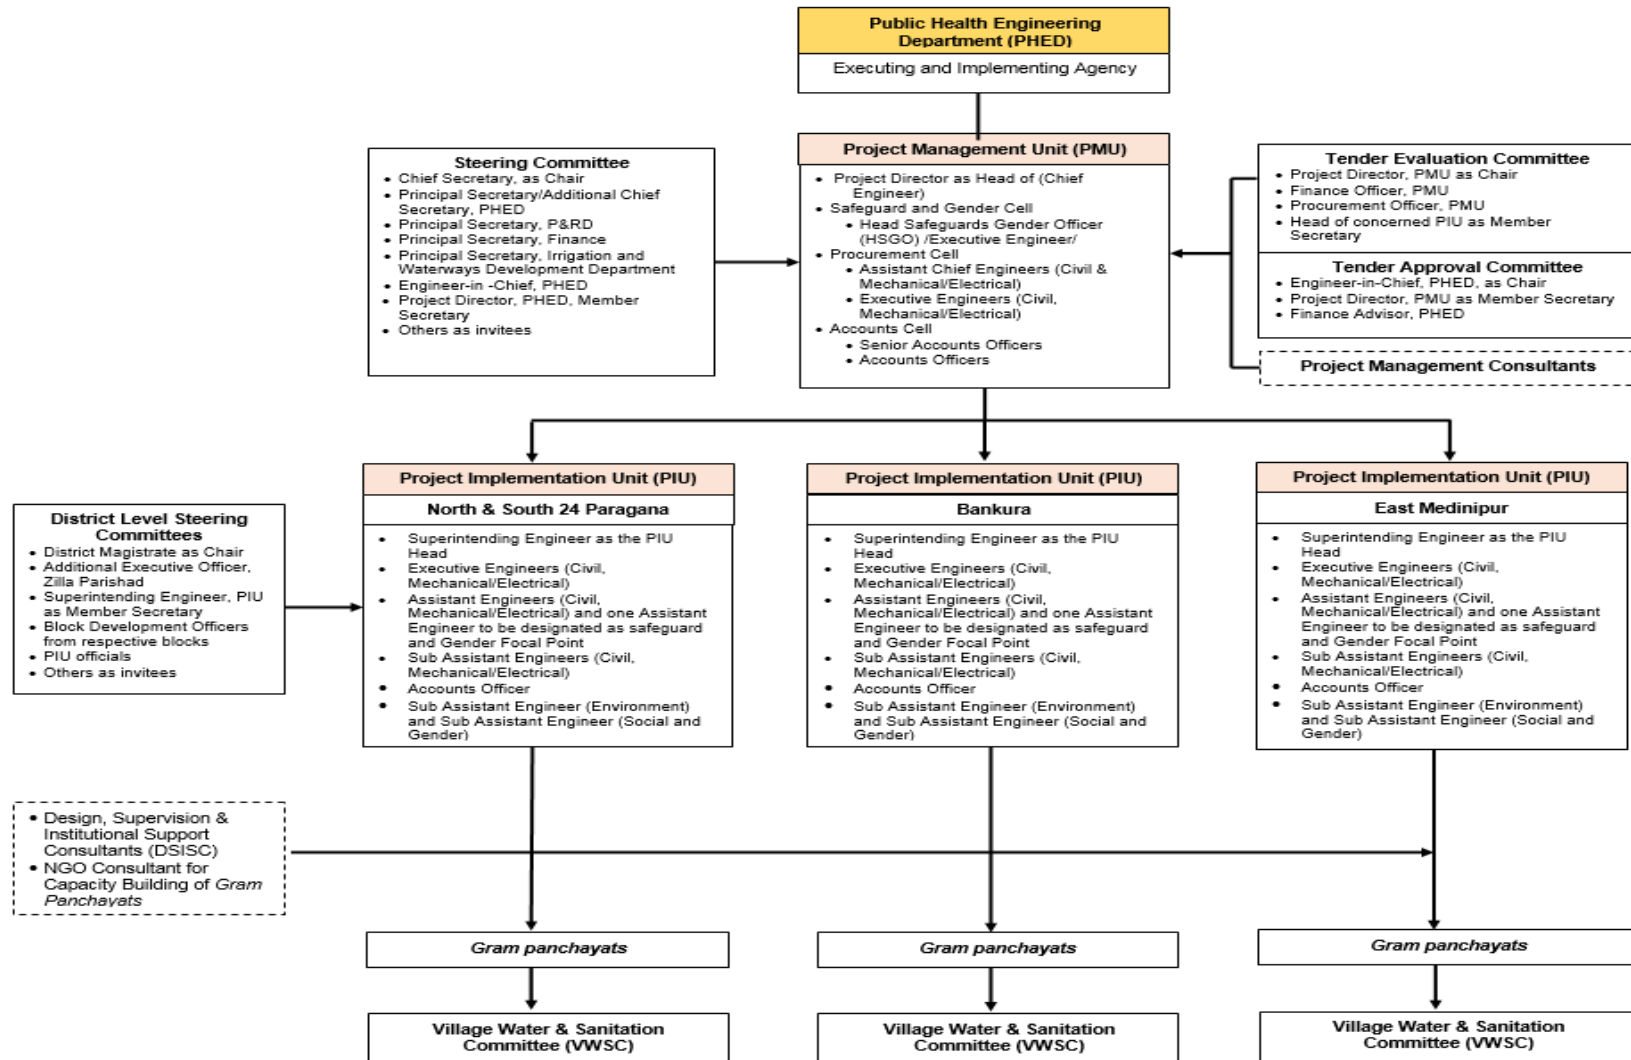 Public Health Engineering
Department (PHED)
Executing and Implementing Agency
Steering Committee
• Chief Secretary, as Chair
• Principal Secretary/Additional Chief
Secretary, PHED
• Principal Secretary, P&RD
• Principal Secretary, Finance
• Principal Secretary, Irrigation and
Waterways Development Department
• Engineer-in -Chief, PHED
• Project Director, PHED, Member
Secretary
• Others as invitees
Project Management Unit (PMU)
• Project Director as Head of (Chief
Engineer)
• Safeguard and Gender Cell
• Head Safeguards Gender Officer
(HSGO) /Executive Engineer/
• Procurement Cell
• Assistant Chief Engineers (Civil &
Mechanical/Electrical)
• Executive Engineers (Civil,
Mechanical/Electrical)
• Accounts Cell
• Senior Accounts Officers
• Accounts Officers
Tender Evaluation Committee
• Project Director, PMU as Chair
• Finance Officer, PMU
• Procurement Officer, PMU
• Head of concerned PIU as Member
Secretary
Tender Approval Committee
• Engineer-in-Chief, PHED, as Chair
• Project Director, PMU as Member Secretary
• Finance Advisor, PHED
Project Management Consultants
District Level Steering
Committees
• District Magistrate as Chair
• Additional Executive Officer,
Zilla Parishad
• Superintending Engineer, PIU
as Member Secretary
• Block Development Officers
from respective blocks
• PIU officials
• Others as invitees
Project Implementation Unit (PIU)
North & South 24 Paragana
• Superintending Engineer as the PIU
Head
• Executive Engineers (Civil,
Mechanical/Electrical)
• Assistant Engineers (Civil,
Mechanical/Electrical) and one Assistant
Engineer to be designated as safeguard
and Gender Focal Point
• Sub Assistant Engineers (Civil,
Mechanical/Electrical)
• Accounts Officer
• Sub Assistant Engineer (Environment)
and Sub Assistant Engineer (Social and
Gender)
Project Implementation Unit (PIU)
Bankura
• Superintending Engineer as the PIU
Head
• Executive Engineers (Civil,
Mechanical/Electrical)
• Assistant Engineers (Civil,
Mechanical/Electrical) and one Assistant
Engineer to be designated as safeguard
and Gender Focal Point
• Sub Assistant Engineers (Civil,
Mechanical/Electrical)
• Accounts Officer
• Sub Assistant Engineer (Environment)
and Sub Assistant Engineer (Social and
Gender)
Project Implementation Unit (PIU)
East Medinipur
• Superintending Engineer as the PIU
Head
• Executive Engineers (Civil,
Mechanical/Electrical)
• Assistant Engineers (Civil,
Mechanical/Electrical) and one Assistant
Engineer to be designated as safeguard
and Gender Focal Point
• Sub Assistant Engineers (Civil,
Mechanical/Electrical)
• Accounts Officer
• Sub Assistant Engineer (Environment)
and Sub Assistant Engineer (Social and
Gender)
• Design, Supervision &
Institutional Support
Consultants (DSISC)
• NGO Consultant for
Capacity Building of Gram
Panchayats
Gram panchayats
Gram panchayats
Gram panchayats
Village Water & Sanitation
Committee (VWSC)
Village Water & Sanitation
Committee (VWSC)
Village Water & Sanitation
Committee (VWSC)